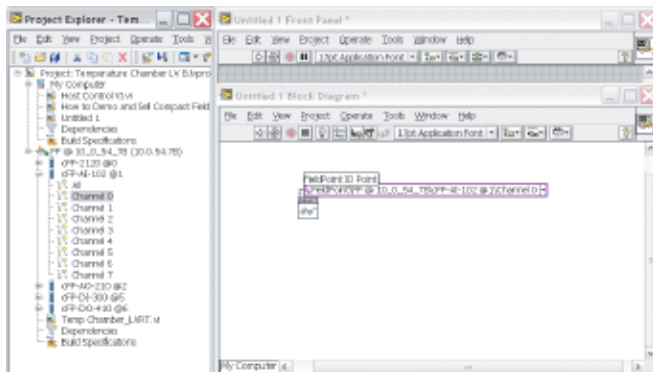 Project Explorer - Tem...
File Edit View Project Operate Tools W
Project: Temperature Chamber LV 8.lvpro
My Computer
Host Control V1.vi
How to Demo and Sell Compact Field
Untitled 1
Dependencies
Build Specifications
FP @ 10_0_54_78 (10.0.54.78)
cFP-2120 @0
cFP-AI-102 @1
All
Channel 0
Channel 1
Channel 2
Channel 3
Channel 4
Channel 5
Channel 6
Channel 7
cFP-AO-210 @2
cFP-DI-300 @5
cFP-DO-410 @6
Temp Chamber_LVRT.vi
Dependencies
Build Specifications
Untitled 1 Front Panel *
File Edit View Project Operate Tools Window Help
13pt Application Font
Untitled 1 Block Diagram *
File Edit View Project Operate Tools Window Help
13pt Application Font
FieldPoint IO Point
\FieldPoint\FP @ 10_0_54_78\cFP-AI-102 @1\Channel 0
My Computer